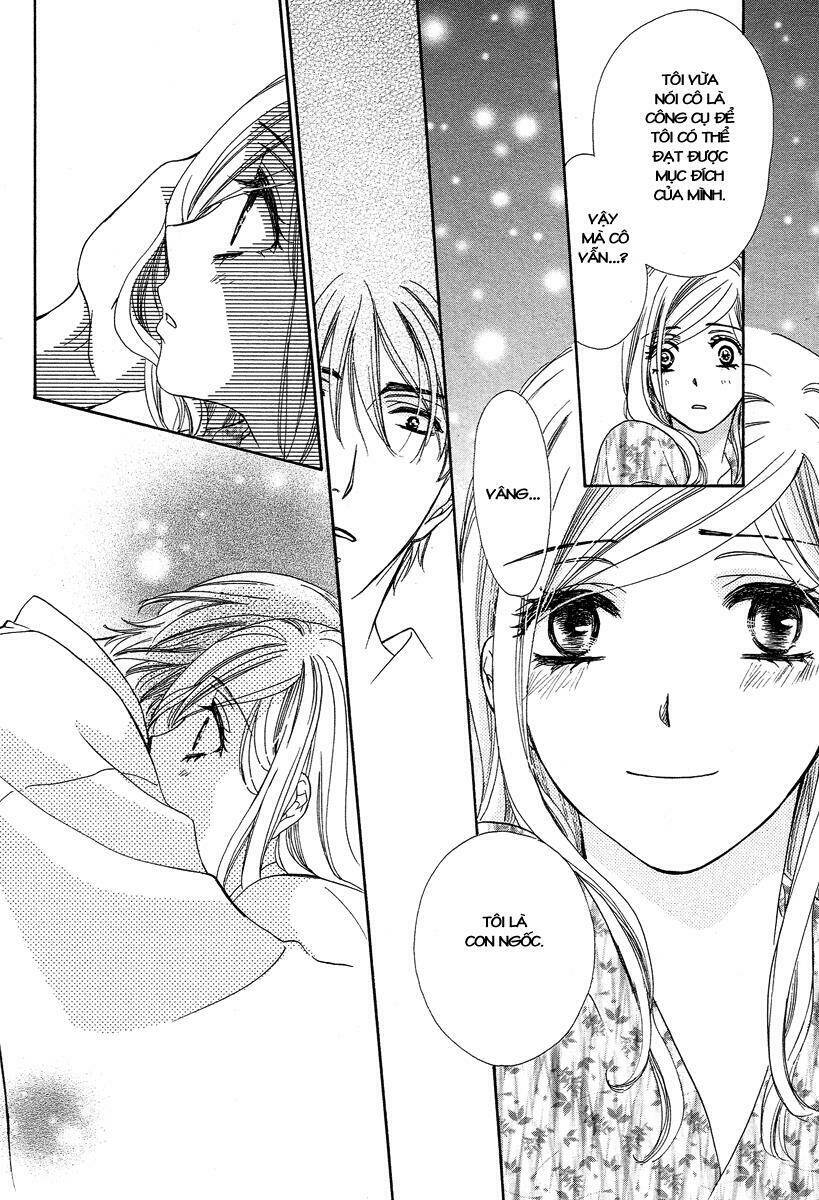 TÔI VỪA
NÓI CÔ LÀ
CÔNG CỤ ĐỂ
TÔI CÓ THỂ
ĐẠT ĐƯỢC
MỤC ĐÍCH
CỦA MÌNH.
VẬY
MÀ CÔ
VẪN...?
VÂNG...
TÔI LÀ
CON NGỐC.